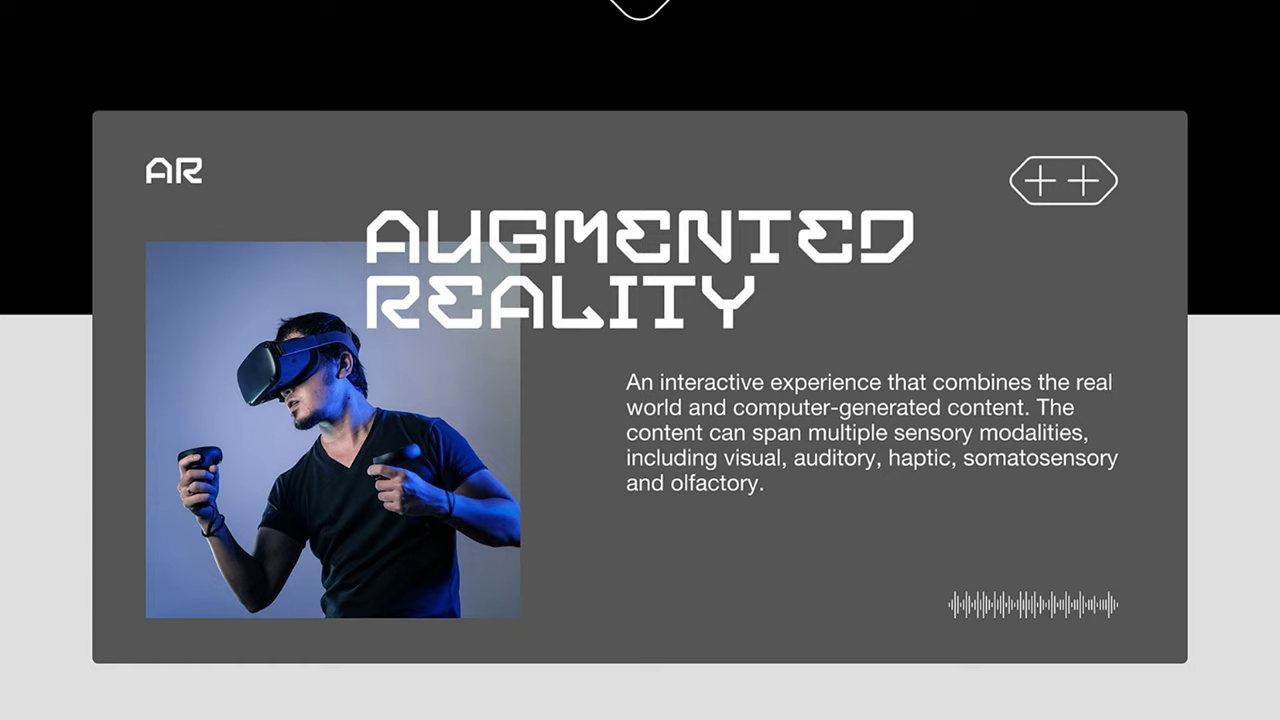 AR
AUGMENTED
REALITY
An interactive experience that combines the real
world and computer-generated content. The
content can span multiple sensory modalities,
including visual, auditory, haptic, somatosensory
and olfactory.